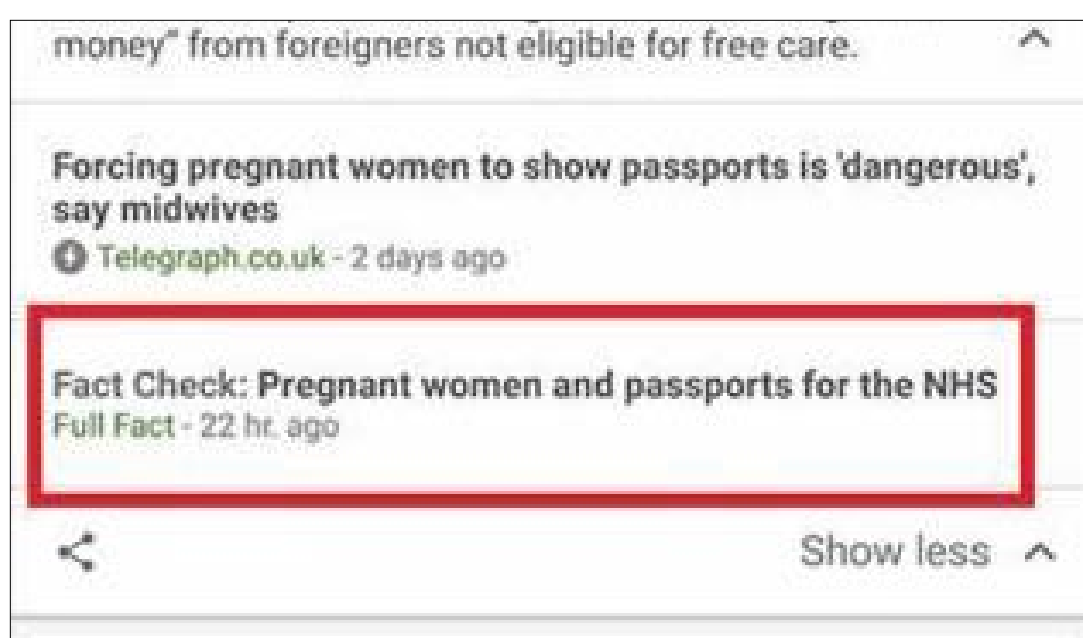 money" from foreigners not eligible for free care.
Forcing pregnant women to show passports is 'dangerous',
say midwives
Telegraph.co.uk - 2 days ago
Fact Check: Pregnant women and passports for the NHS
Full Fact - 22 hr. ago
Show less